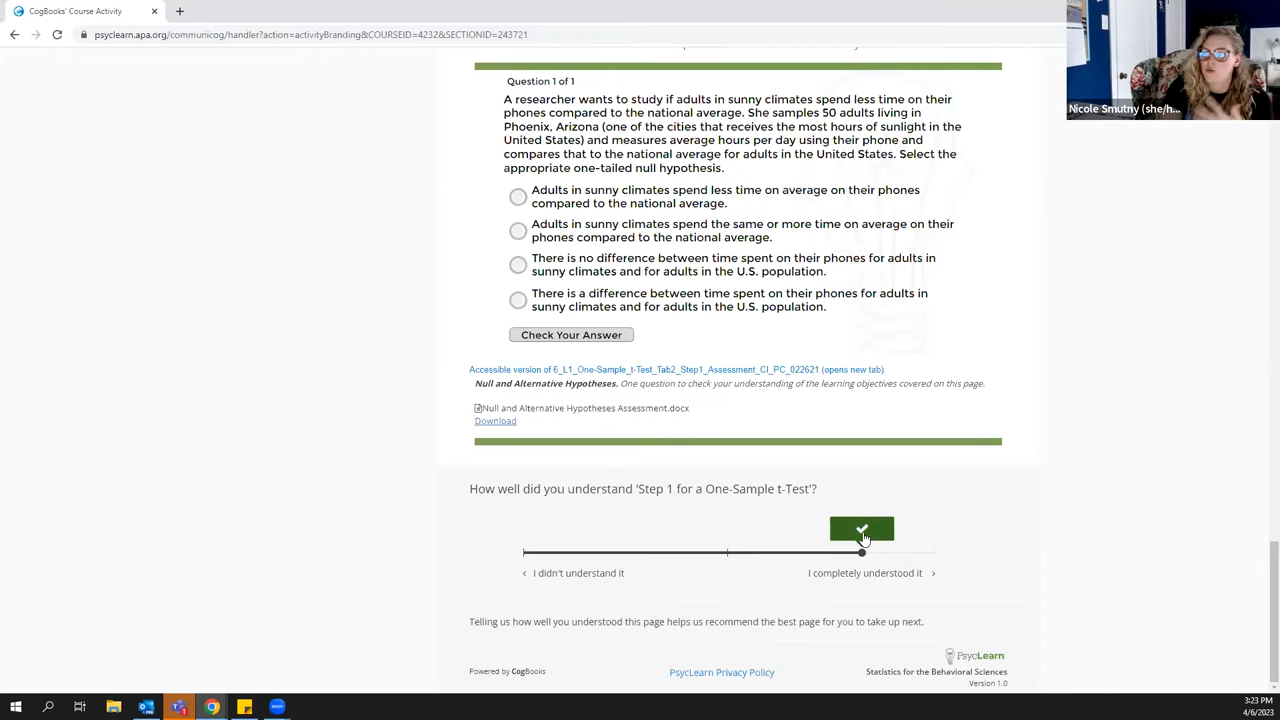 CogBooks' Course Activity
psyclearn.apa.org/communicog/handler?action=activityBranding&COURSEID=4232&SECTIONID=243721
Nicole Smutny (she/h...
Question 1 of 1
A researcher wants to study if adults in sunny climates spend less time on their
phones compared to the national average. She samples 50 adults living in
Phoenix, Arizona (one of the cities that receives the most hours of sunlight in the
United States) and measures average hours per day using their phone and
compares that to the national average for adults in the United States. Select the
appropriate one-tailed null hypothesis.
Adults in sunny climates spend less time on average on their phones
compared to the national average.
Adults in sunny climates spend the same or more time on average on their
phones compared to the national average.
There is no difference between time spent on their phones for adults in
sunny climates and for adults in the U.S. population.
There is a difference between time spent on their phones for adults in
sunny climates and for adults in the U.S. population.
Check Your Answer
Accessible version of 6_L1_One-Sample_t-Test_Tab2_Step1_Assessment_CI_PC_022621 (opens new tab)
Null and Alternative Hypotheses. One question to check your understanding of the learning objectives covered on this page.
Null and Alternative Hypotheses Assessment.docx
Download
How well did you understand 'Step 1 for a One-Sample t-Test'?
< I didn't understand it
I completely understood it >
Telling us how well you understood this page helps us recommend the best page for you to take up next.
PsycLearn
Powered by CogBooks
PsycLearn Privacy Policy
Statistics for the Behavioral Sciences
Version 1.0
3:23 PM
4/6/2023